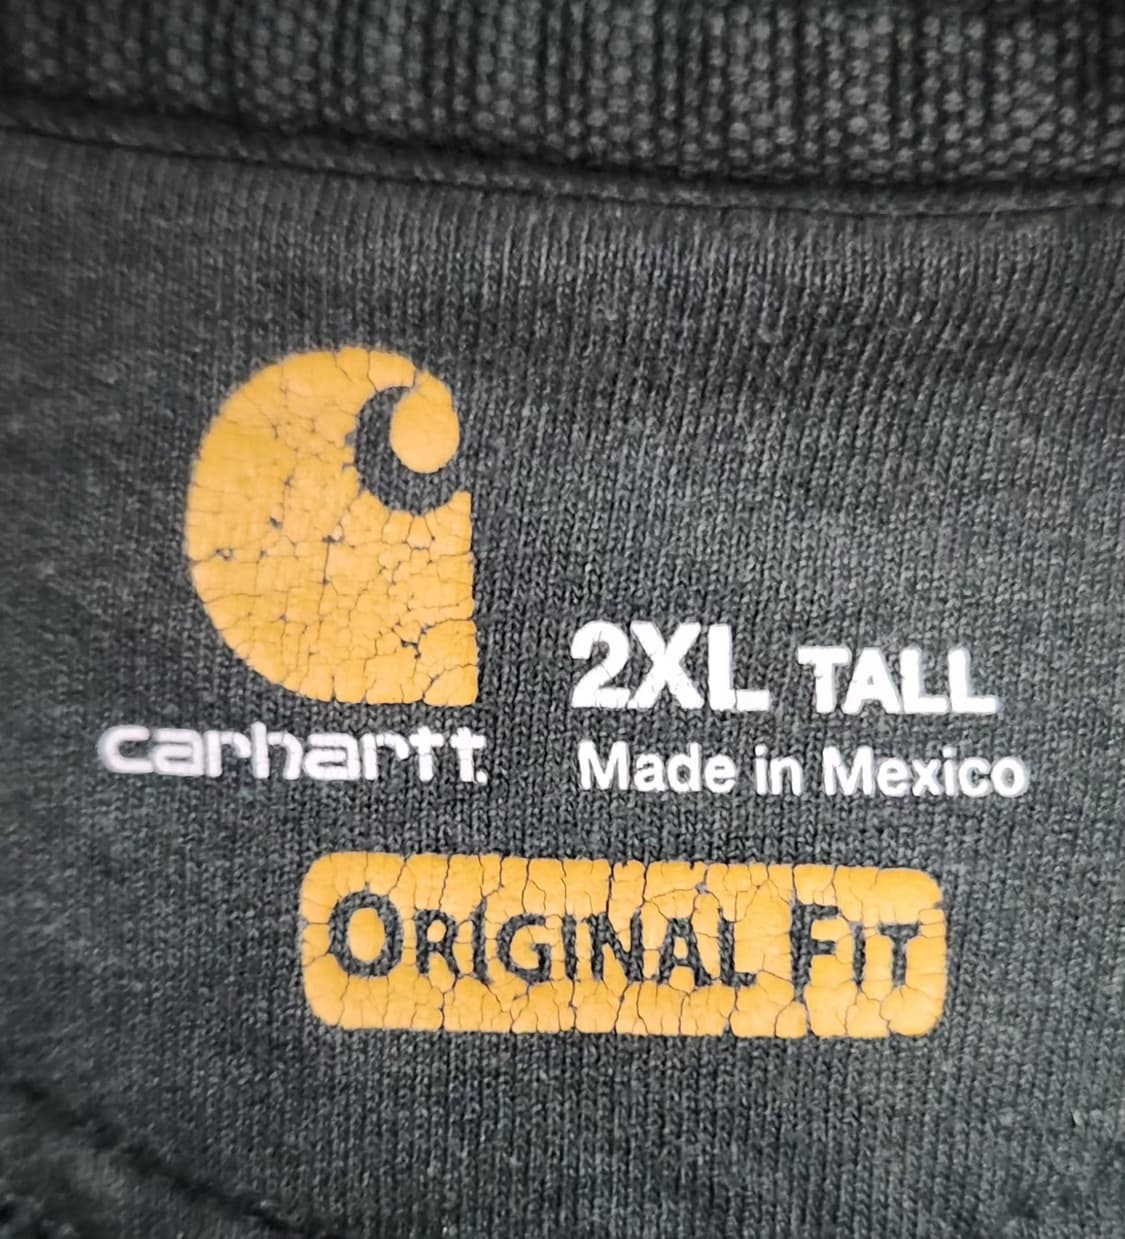 carhartt.
2XL TALL
Made in Mexico
ORIGINAL FIT